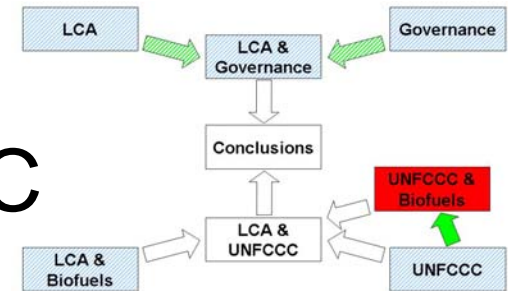 LCA
Governance
LCA &
Governance
Conclusions
C
UNFCCC &
Biofuels
LCA &
UNFCCC
LCA &
Biofuels
UNFCCC